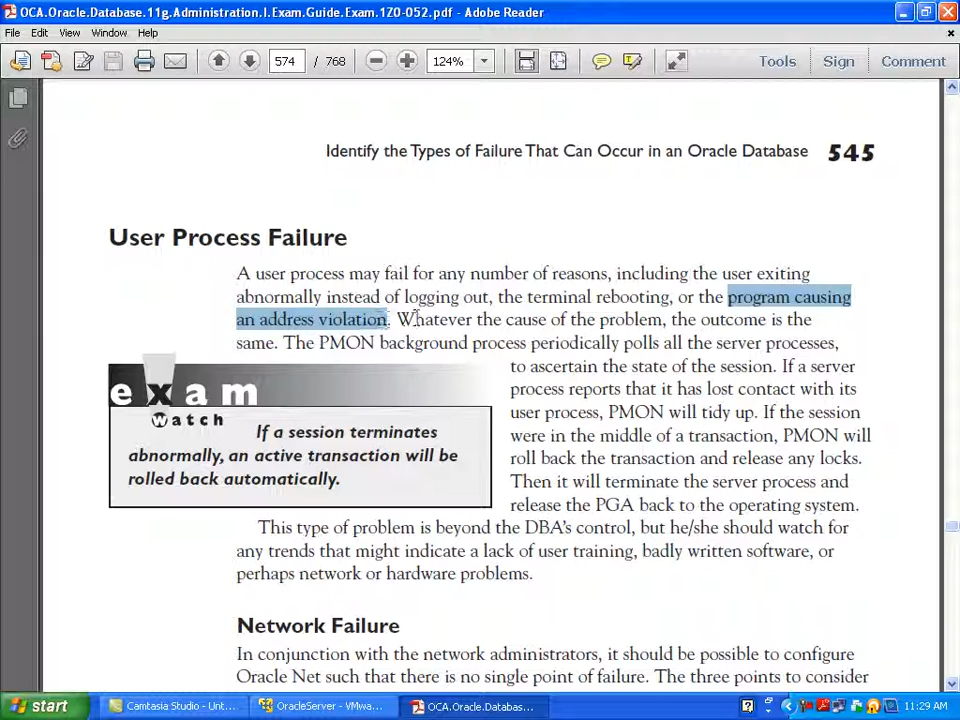 OCA.Oracle.Database.11g.Administration.I.Exam.Guide.Exam.1Z0-052.pdf - Adobe Reader
File Edit View Window Help
574 / 768 124% Tools Sign Comment
Identify the Types of Failure That Can Occur in an Oracle Database 545
User Process Failure
A user process may fail for any number of reasons, including the user exiting
abnormally instead of logging out, the terminal rebooting, or the program causing
an address violation. Whatever the cause of the problem, the outcome is the
same. The PMON background process periodically polls all the server processes,
to ascertain the state of the session. If a server
process reports that it has lost contact with its
user process, PMON will tidy up. If the session
were in the middle of a transaction, PMON will
roll back the transaction and release any locks.
Then it will terminate the server process and
release the PGA back to the operating system.
exam
watch
If a session terminates
abnormally, an active transaction will be
rolled back automatically.
This type of problem is beyond the DBA's control, but he/she should watch for
any trends that might indicate a lack of user training, badly written software, or
perhaps network or hardware problems.
Network Failure
In conjunction with the network administrators, it should be possible to configure
Oracle Net such that there is no single point of failure. The three points to consider
start Camtasia Studio - Unt... OracleServer - VMwa... OCA.Oracle.Databas... 11:29 AM